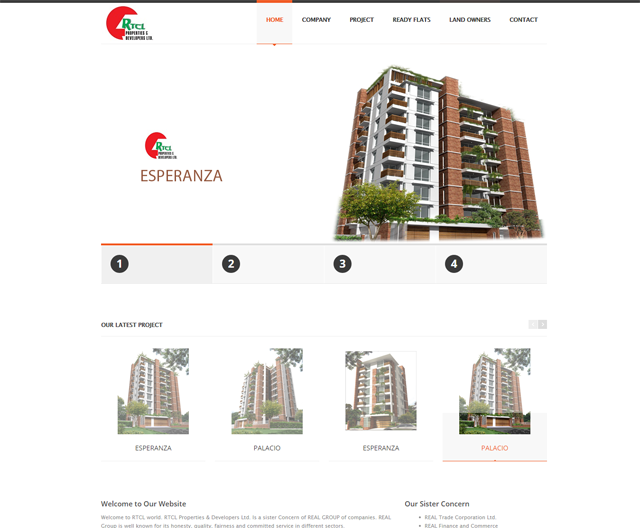 RTCL
PROPERTIES &
DEVELOPERS LTD.
HOME COMPANY PROJECT READY FLATS LAND OWNERS CONTACT
RTCL
PROPERTIES &
DEVELOPERS LTD.
ESPERANZA
1 2 3 4
OUR LATEST PROJECT
ESPERANZA PALACIO ESPERANZA PALACIO
Welcome to Our Website
Welcome to RTCL world. RTCL Properties & Developers Ltd. Is a sister Concern of REAL GROUP of companies. REAL
Group is well known for its honesty, quality, fairness and committed service in different sectors.
Our Sister Concern
REAL Trade Corporation Ltd
REAL Finance and Commerce